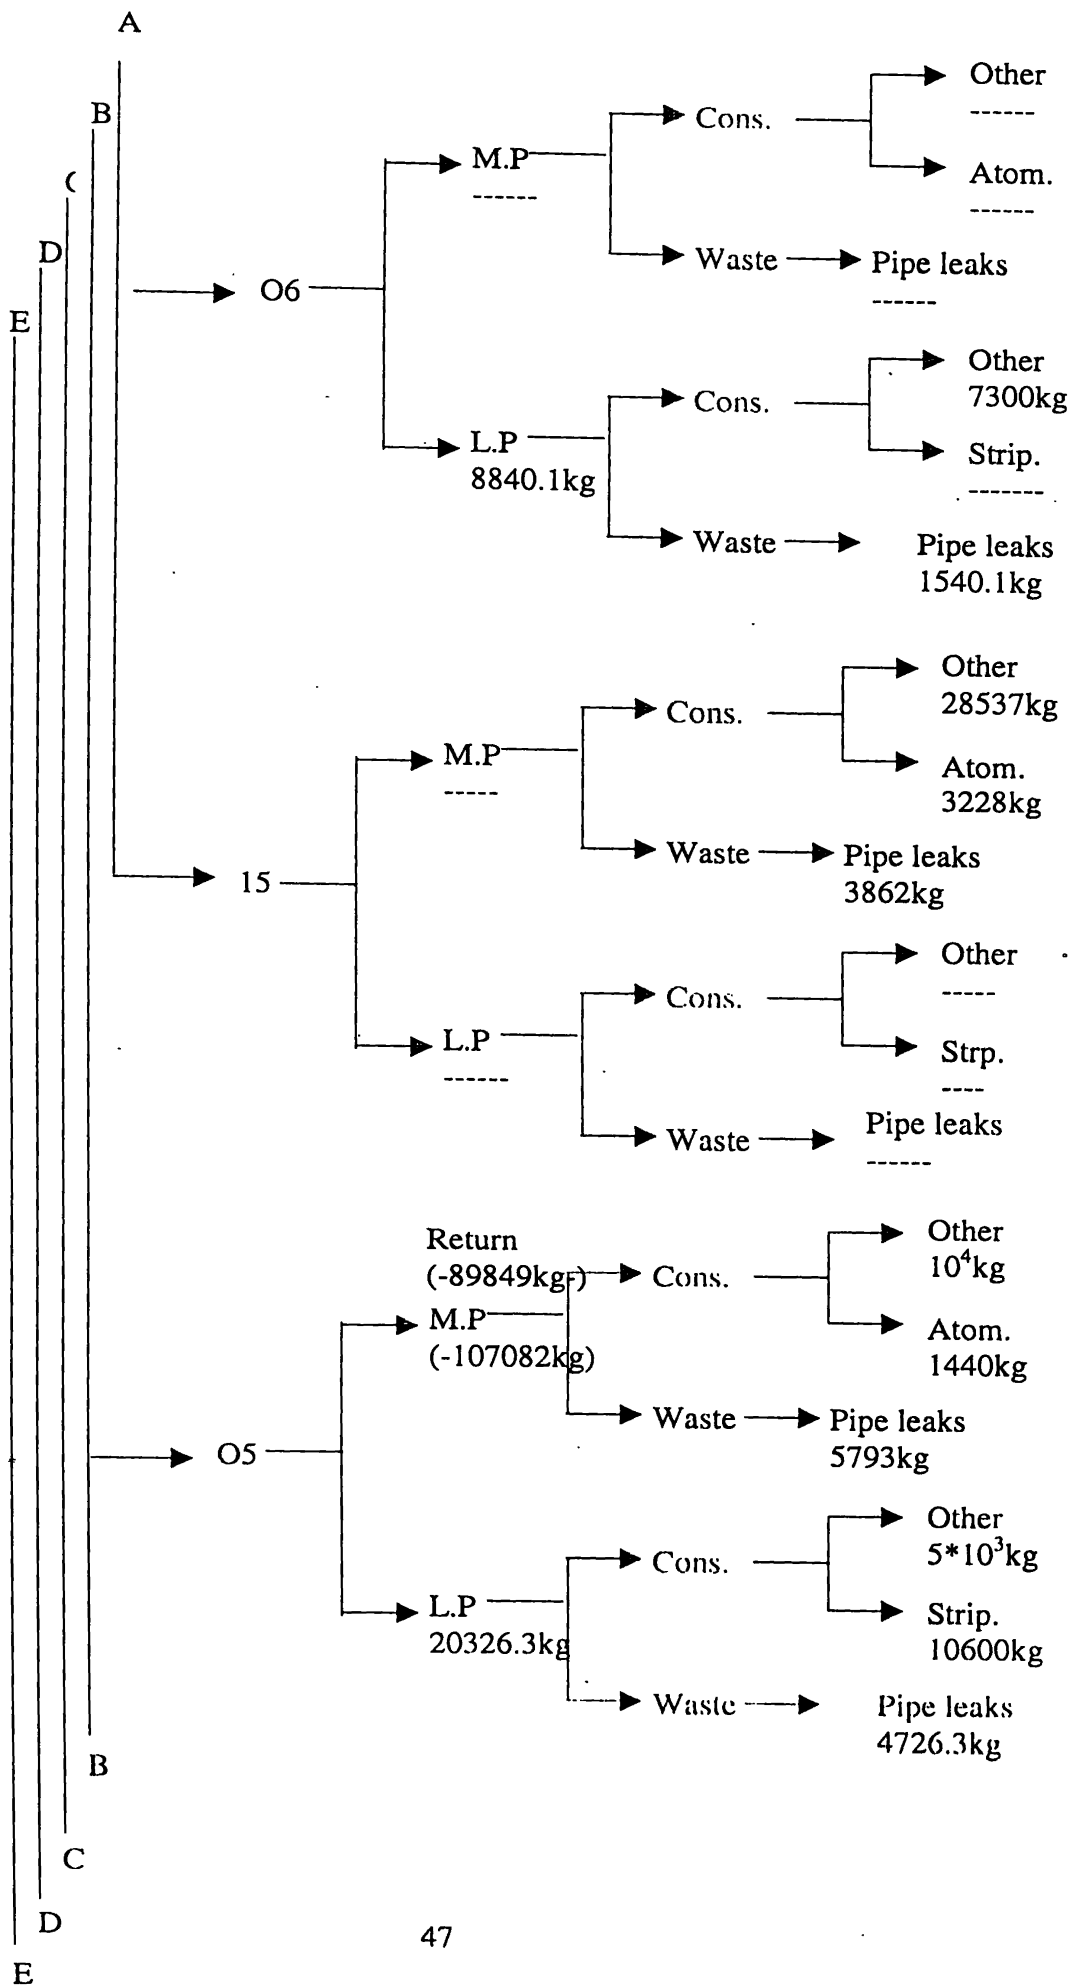 A
Other
B
Cons.
------
M.P
------
Atom.
------
(
D
Waste
Pipe leaks
------
O6
E
Other
7300kg
Cons.
L.P
8840.1kg
Strip.
-------
Waste
Pipe leaks
1540.1kg
Other
28537kg
Cons.
M.P
-----
Atom.
3228kg
Waste
Pipe leaks
3862kg
15
Other
-----
Cons.
L.P
------
Strp.
----
Waste
Pipe leaks
------
Return
(-89849kg-)
Other
10⁴kg
Cons.
M.P
(-107082kg)
Atom.
1440kg
Waste
Pipe leaks
5793kg
O5
Other
5*10³kg
Cons.
L.P
20326.3kg
Strip.
10600kg
Waste
Pipe leaks
4726.3kg
B
C
D
47
E